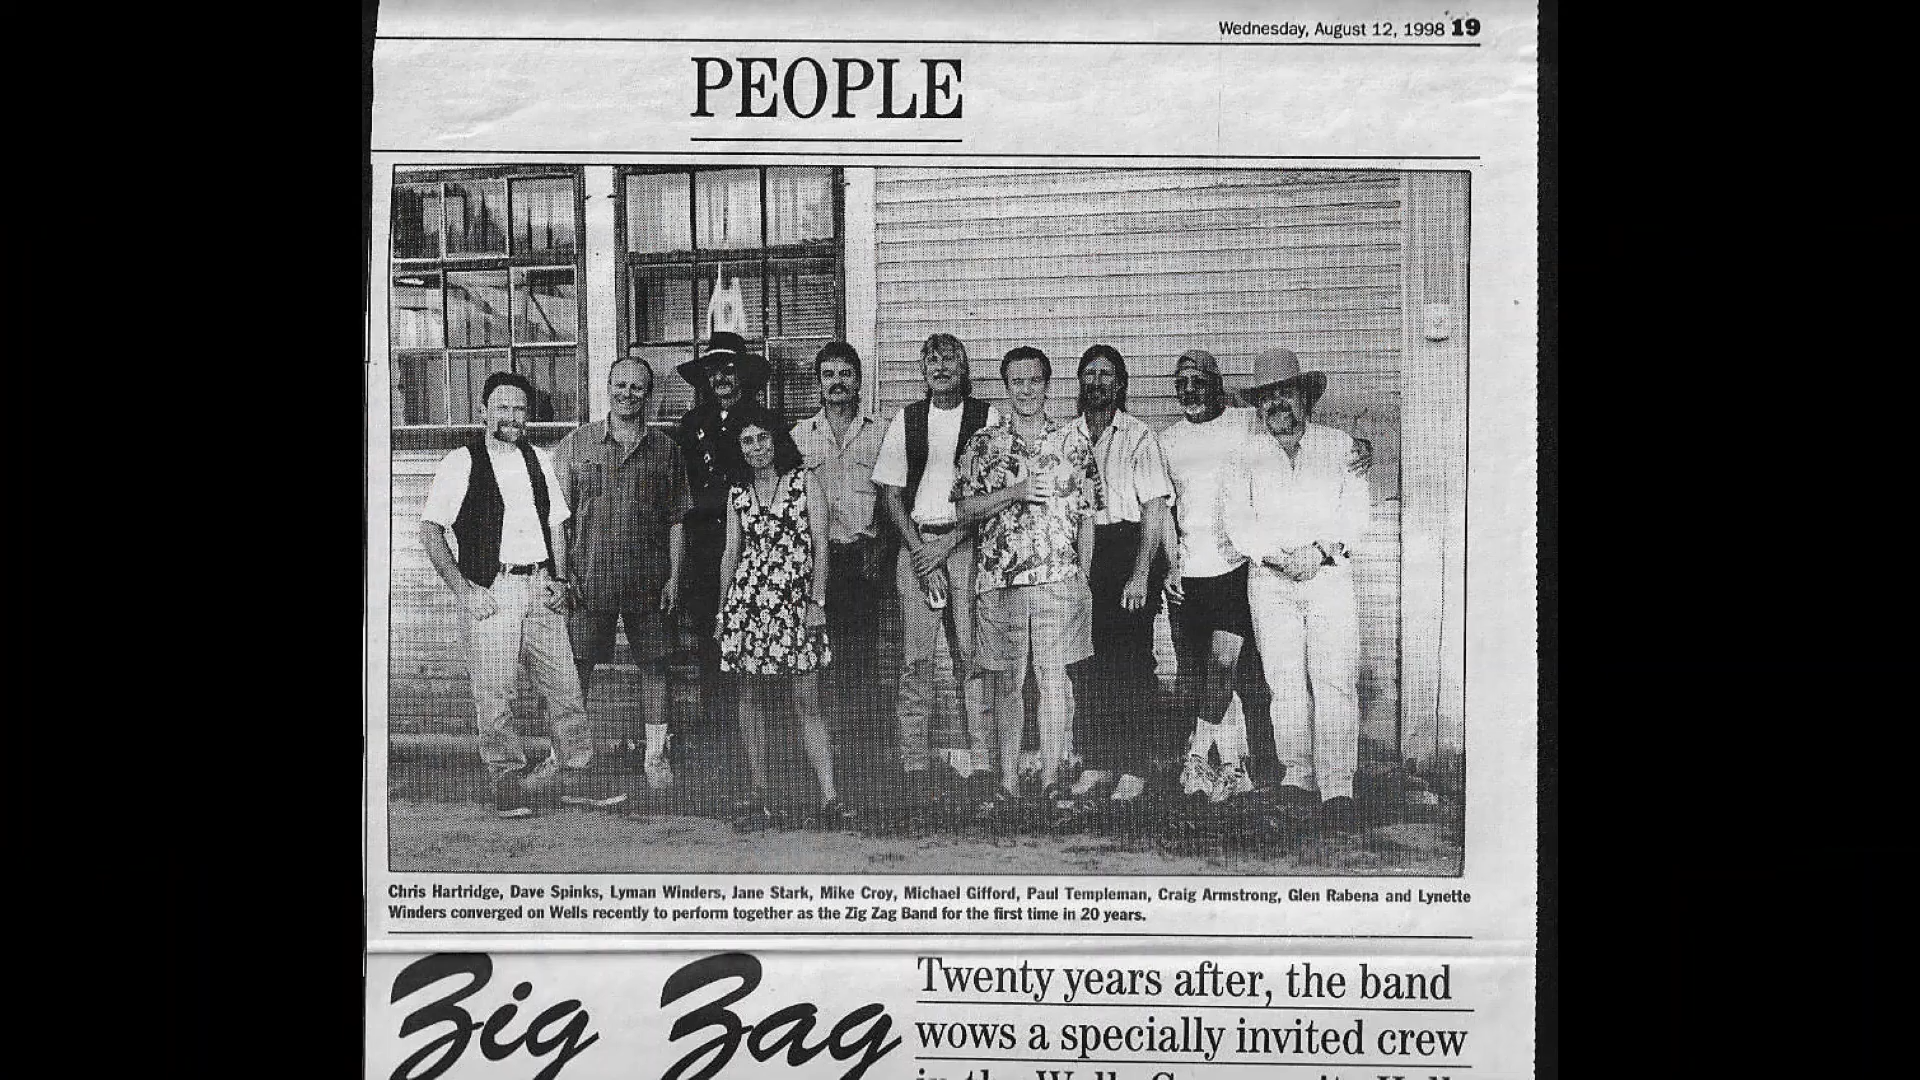 Wednesday, August 12, 1998 19
PEOPLE
Chris Hartridge, Dave Spinks, Lyman Winders, Jane Stark, Mike Croy, Michael Gifford, Paul Templeman, Craig Armstrong, Glen Rabena and Lynette
Winders converged on Wells recently to perform together as the Zig Zag Band for the first time in 20 years.
Zig Zag
Twenty years after, the band
wows a specially invited crew